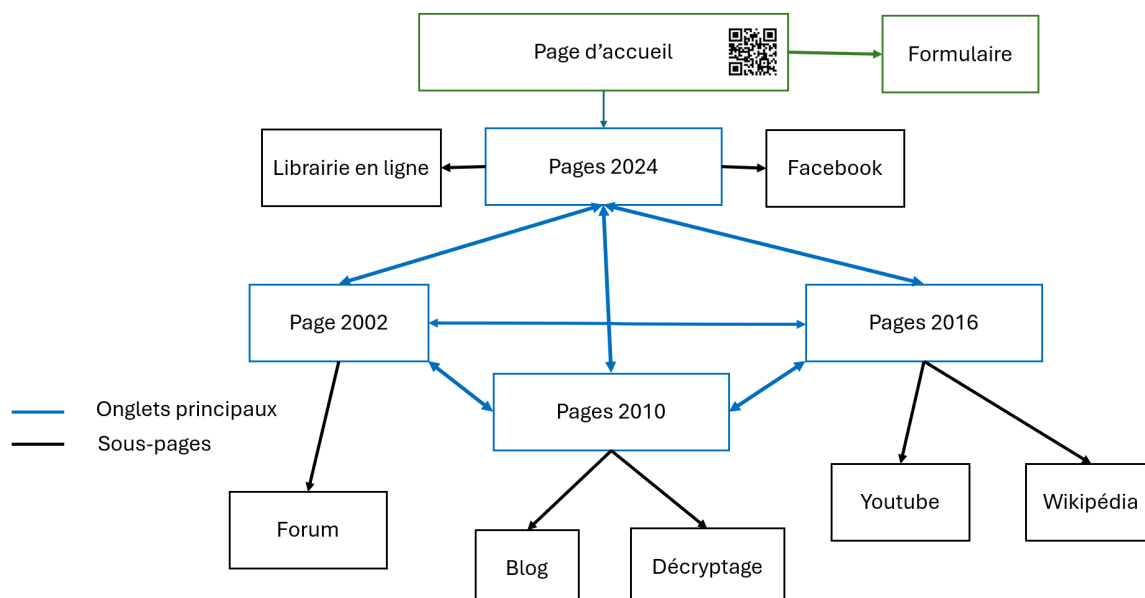 Page d’accueil
Formulaire
Librairie en ligne
Pages 2024
Facebook
Page 2002
Pages 2016
Pages 2010
Onglets principaux
Sous-pages
Forum
Youtube
Wikipédia
Blog
Décryptage